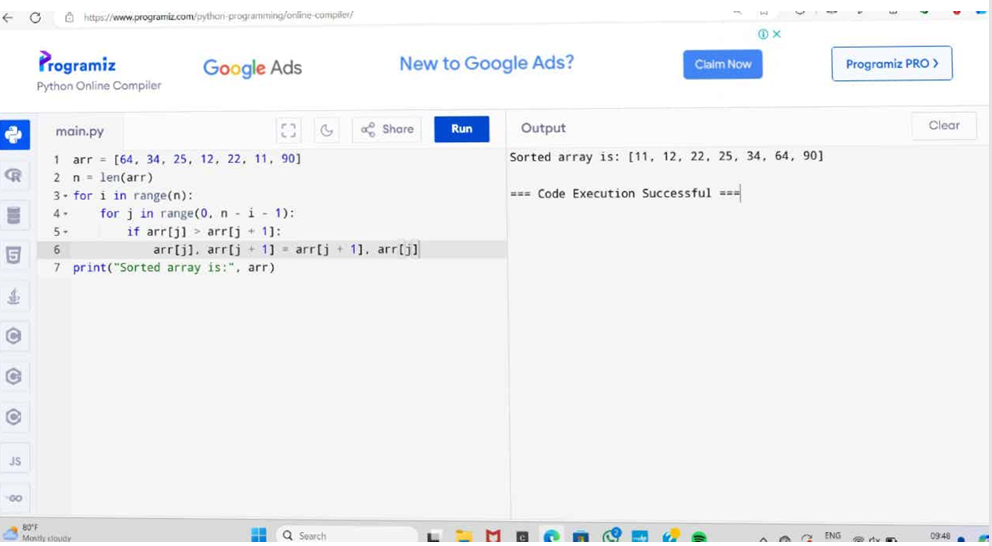 https://www.programiz.com/python-programming/online-compiler/
Programiz
Python Online Compiler
Google Ads
New to Google Ads?
Claim Now
Programiz PRO >
main.py
Share
Run
Output
Clear
1 arr = [64, 34, 25, 12, 22, 11, 90]
2 n = len(arr)
3 for i in range(n):
4 for j in range(0, n - i - 1):
5 if arr[j] > arr[j + 1]:
6 arr[j], arr[j + 1] = arr[j + 1], arr[j]
7 print("Sorted array is:", arr)
Sorted array is: [11, 12, 22, 25, 34, 64, 90]
=== Code Execution Successful ===
JS
GO
80°F
Mostly cloudy
Search
ENG
09:48